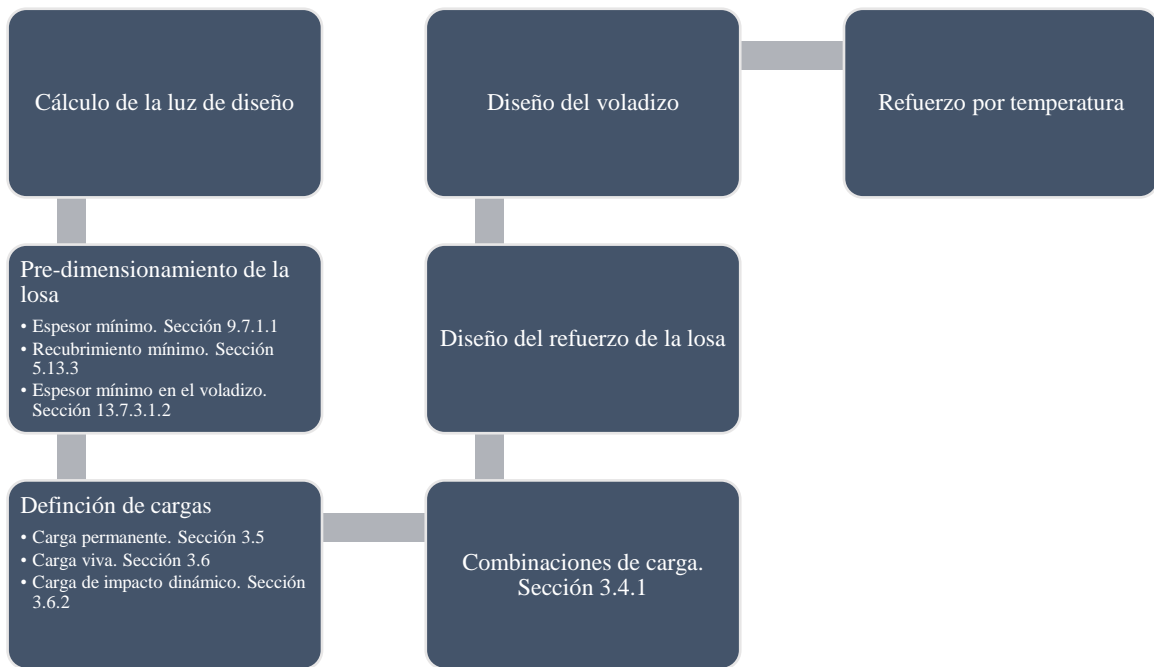 Cálculo de la luz de diseño
Pre-dimensionamiento de la
losa
• Espesor mínimo. Sección 9.7.1.1
• Recubrimiento mínimo. Sección
5.13.3
• Espesor mínimo en el voladizo.
Sección 13.7.3.1.2
Definción de cargas
• Carga permanente. Sección 3.5
• Carga viva. Sección 3.6
• Carga de impacto dinámico. Sección
3.6.2
Combinaciones de carga.
Sección 3.4.1
Diseño del refuerzo de la losa
Diseño del voladizo
Refuerzo por temperatura